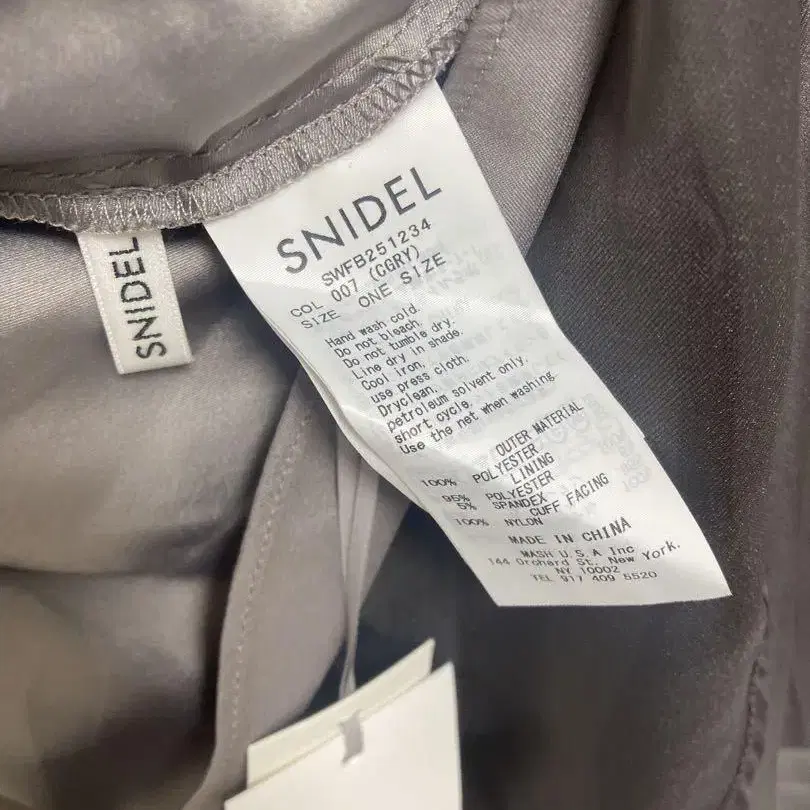 SNIDEL
SNIDEL
SWFB251234
COL 007 (CGRY)
SIZE ONE SIZE
Hand wash cold.
Do not bleach.
Do not tumble dry.
Line dry in shade.
Cool iron,
use press cloth.
Dryclean,
petroleum solvent only.
short cycle.
Use the net when washing.
OUTER MATERIAL
100% POLYESTER
LINING
95% POLYESTER
5% SPANDEX
CUFF FACING
100% NYLON
MADE IN CHINA
MASH U.S.A Inc
144 Orchard St., New York.
NY 10002
TEL 917 409 5520